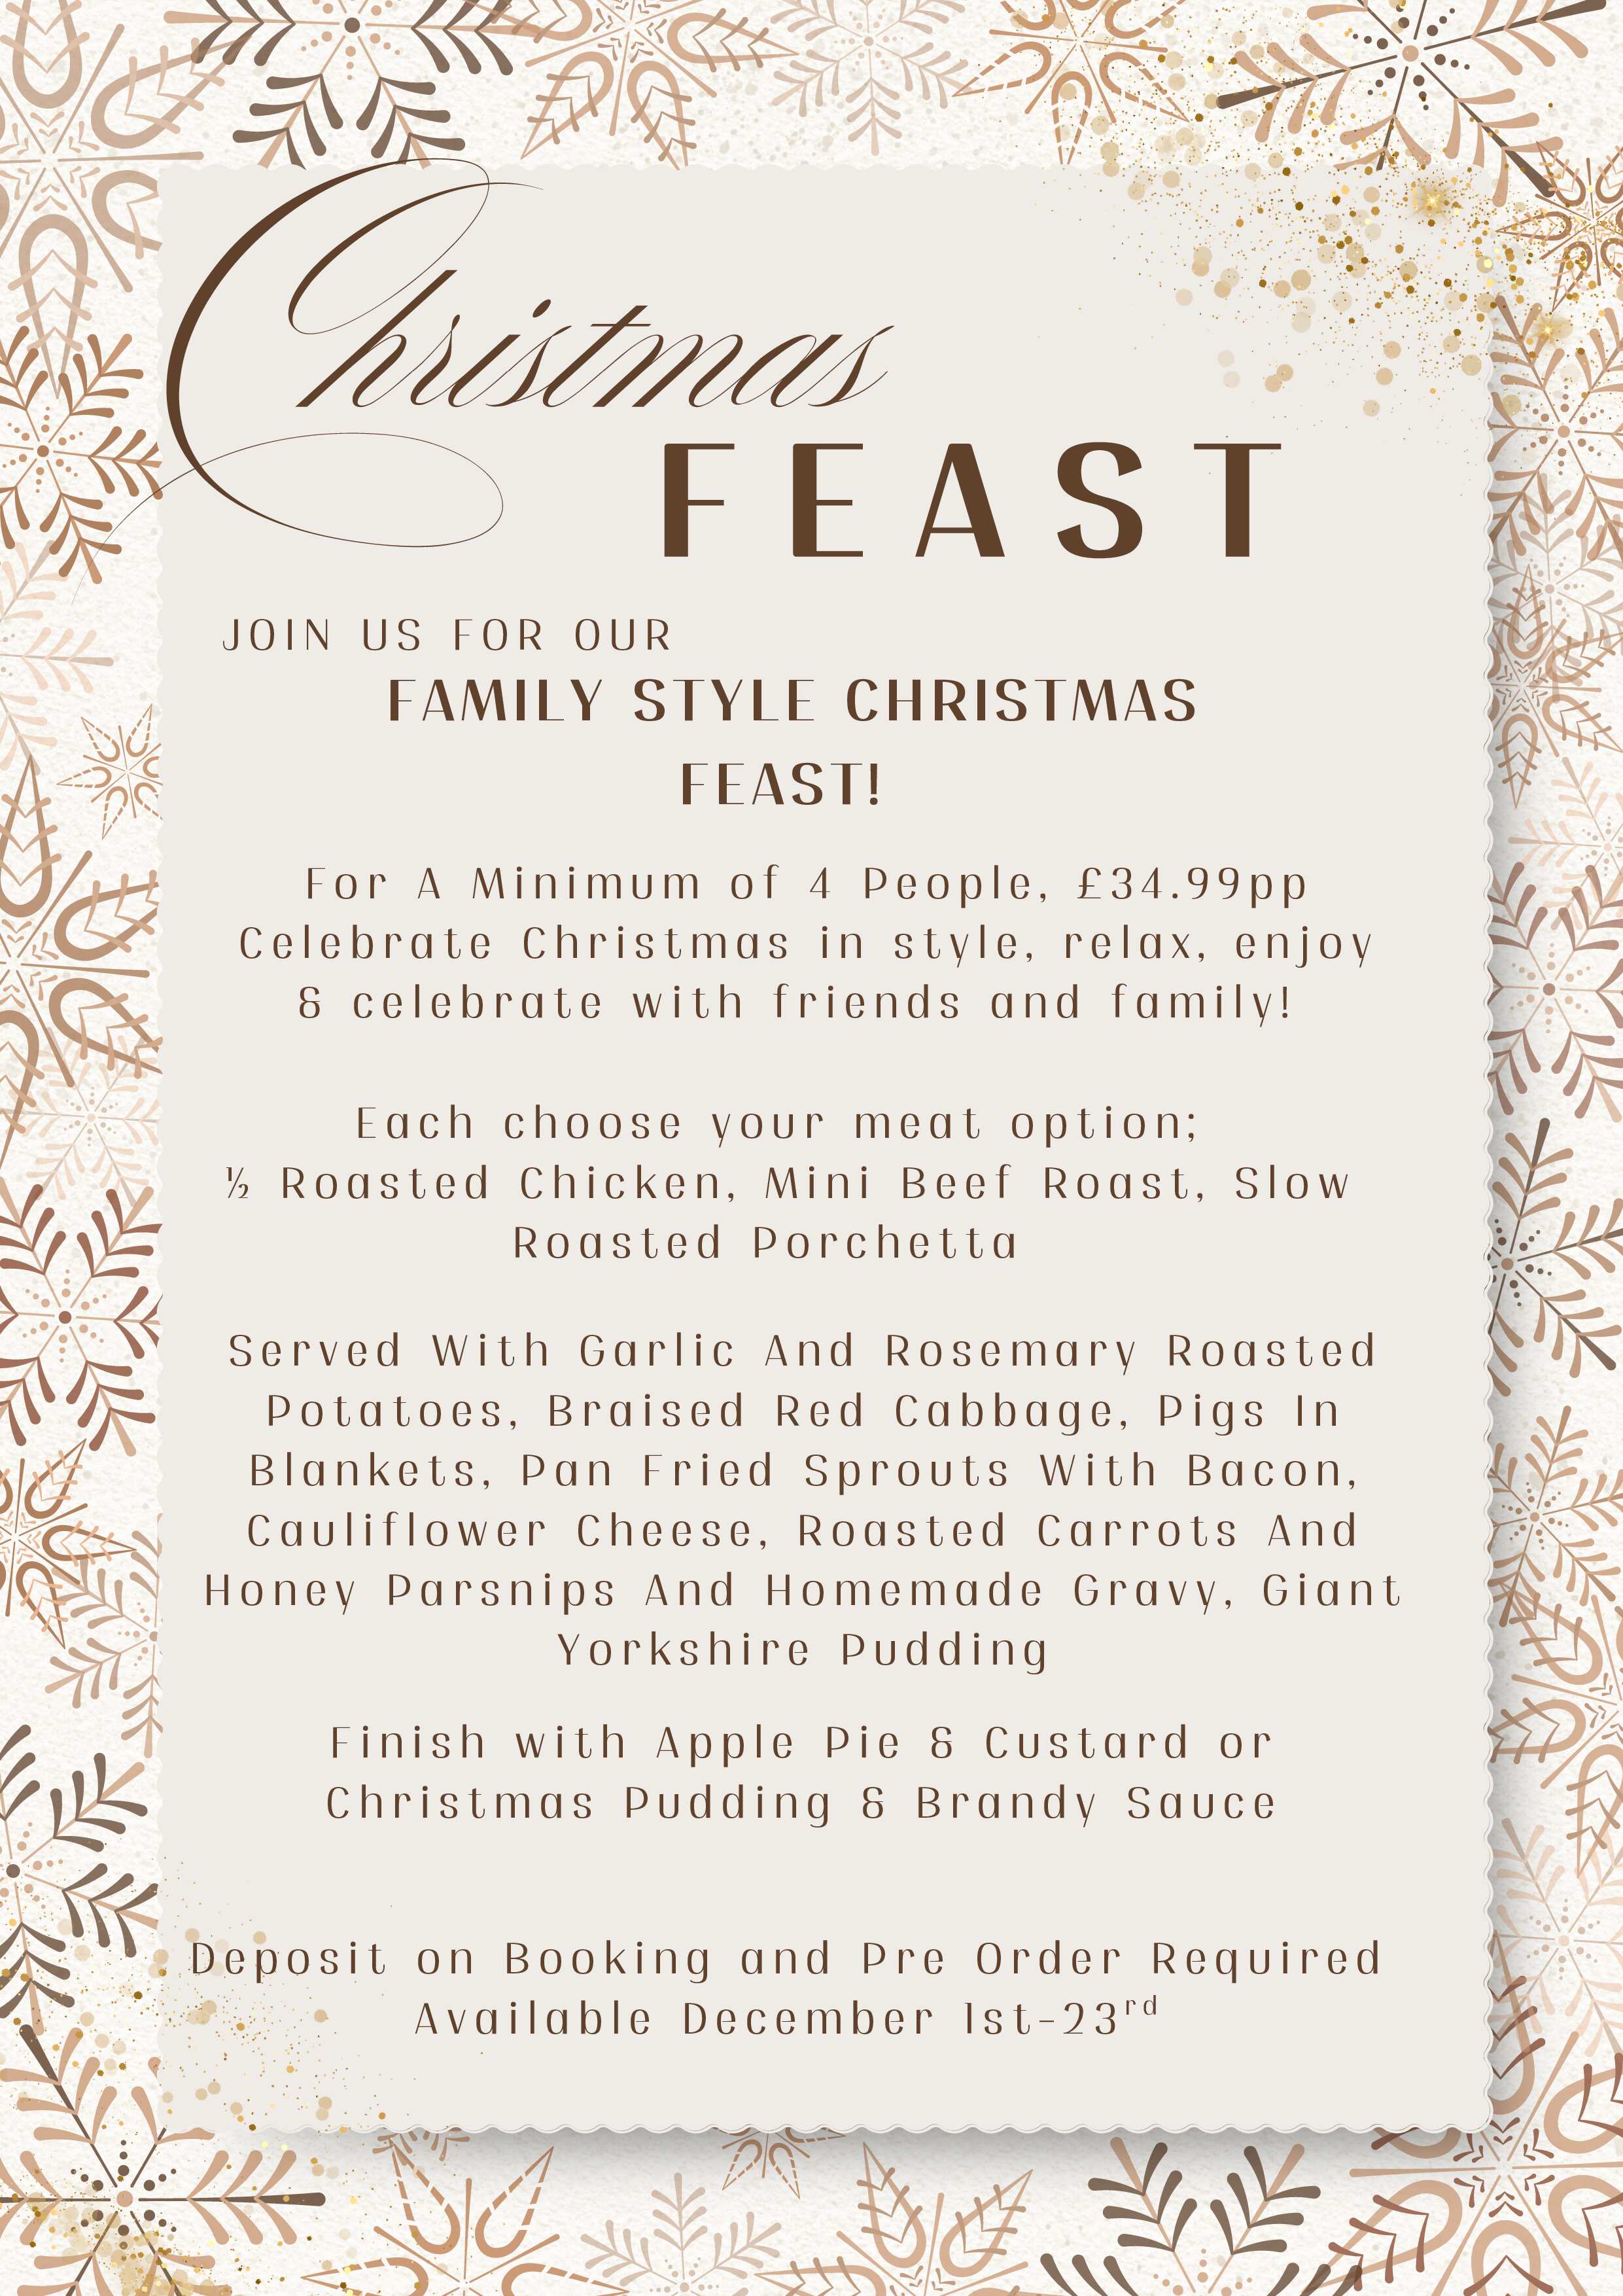 Christmas
FEAST
JOIN US FOR OUR
FAMILY STYLE CHRISTMAS
FEAST!
For A Minimum of 4 People, £34.99pp
Celebrate Christmas in style, relax, enjoy
& celebrate with friends and family!
Each choose your meat option;
½ Roasted Chicken, Mini Beef Roast, Slow
Roasted Porchetta
Served With Garlic And Rosemary Roasted
Potatoes, Braised Red Cabbage, Pigs In
Blankets, Pan Fried Sprouts With Bacon,
Cauliflower Cheese, Roasted Carrots And
Honey Parsnips And Homemade Gravy, Giant
Yorkshire Pudding
Finish with Apple Pie & Custard or
Christmas Pudding & Brandy Sauce
Deposit on Booking and Pre Order Required
Available December 1st-23rd